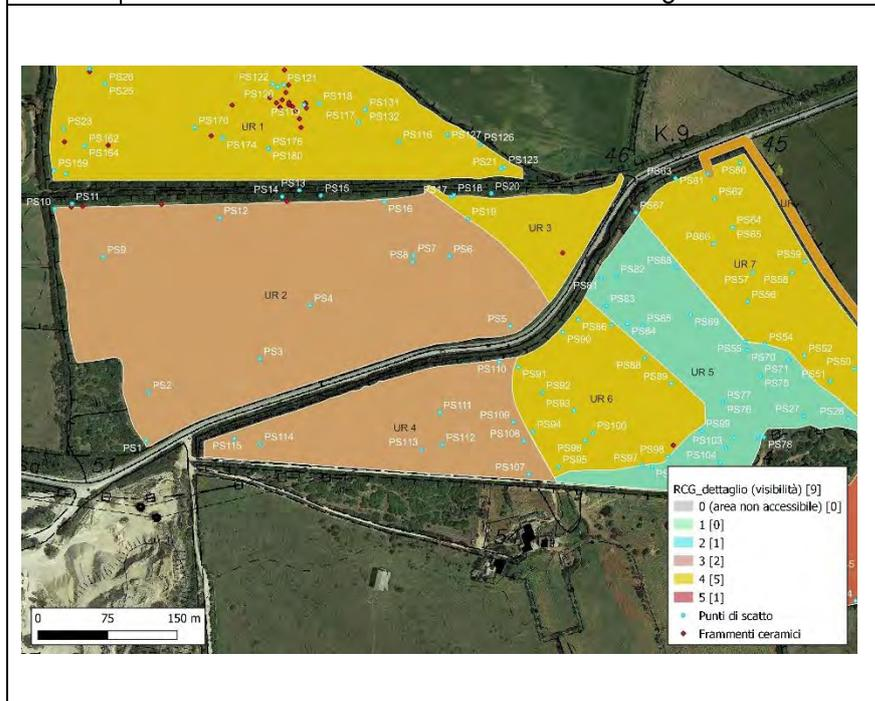 PS26
PS25
PS122
PS121
PS120
PS118
PS131
PS117
PS132
PS23
PS170
UR 1
PS162
PS164
PS174
PS176
PS180
PS116
PS127
PS126
PS159
PS21
PS123
K.9
46
45
PS63
PS61
PS60
PS10
PS11
PS14
PS13
PS15
PS17
PS18
PS20
PS62
PS12
PS16
PS19
PS67
PS64
PS65
PS66
UR 3
PS9
PS8
PS7
PS6
PS68
UR 7
PS59
PS57
PS58
UR 2
PS4
PS81
PS82
PS83
PS56
PS5
PS86
PS84
PS85
PS69
PS90
PS54
PS3
PS110
PS88
PS55
PS70
PS52
PS91
PS89
UR 5
PS71
PS75
PS51
PS50
PS2
PS92
PS93
UR 6
PS77
PS76
PS27
PS28
PS111
UR 4
PS109
PS1
PS115
PS114
PS113
PS112
PS108
PS94
PS100
PS99
PS103
PS78
PS96
PS95
PS97
PS98
PS104
PS107
51
RCG_dettaglio (visibilità) [9]
0 (area non accessibile) [0]
1 [0]
2 [1]
3 [2]
4 [5]
5 [1]
Punti di scatto
Frammenti ceramici
0 75 150 m